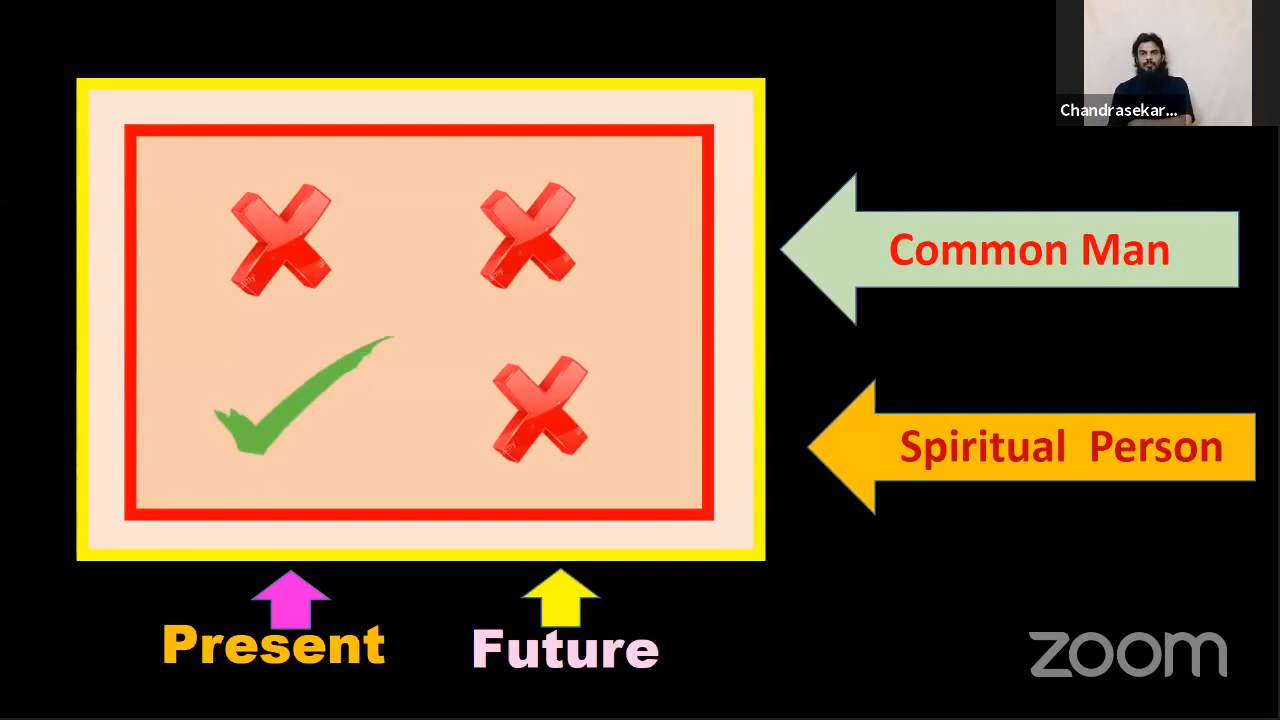 Chandrasekar...
Common Man
Spiritual Person
Present
Future
zoom